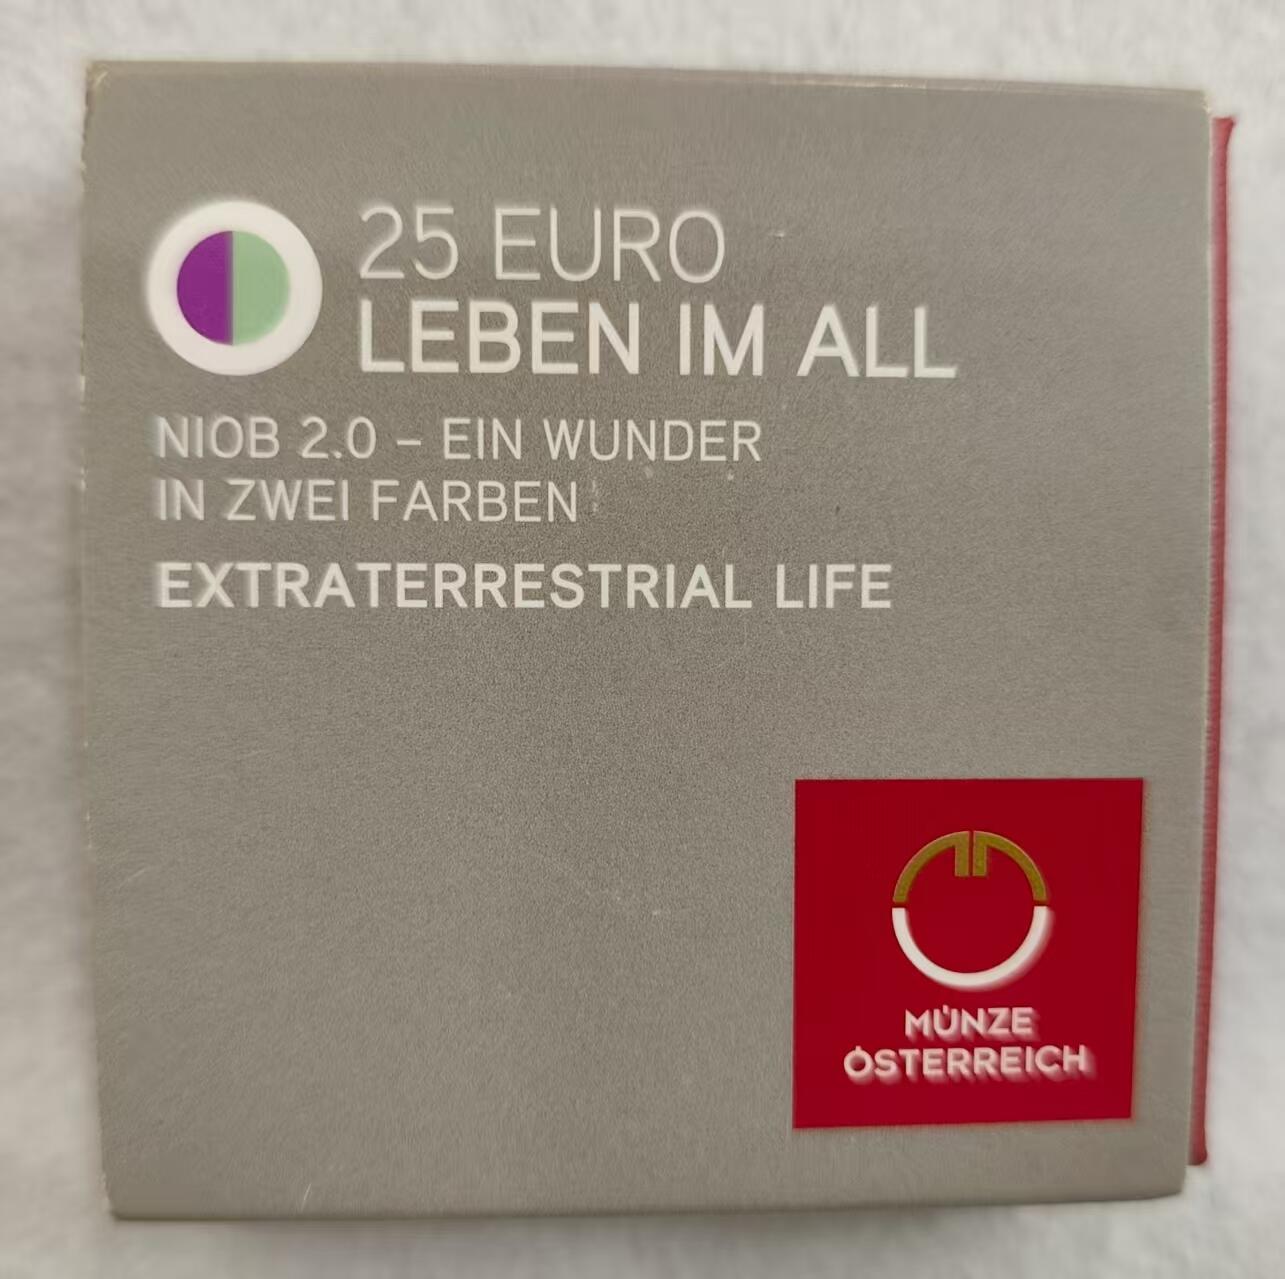 25 EURO
LEBEN IM ALL
NIOB 2.0 – EIN WUNDER
IN ZWEI FARBEN
EXTRATERRESTRIAL LIFE
MÜNZE
ÖSTERREICH